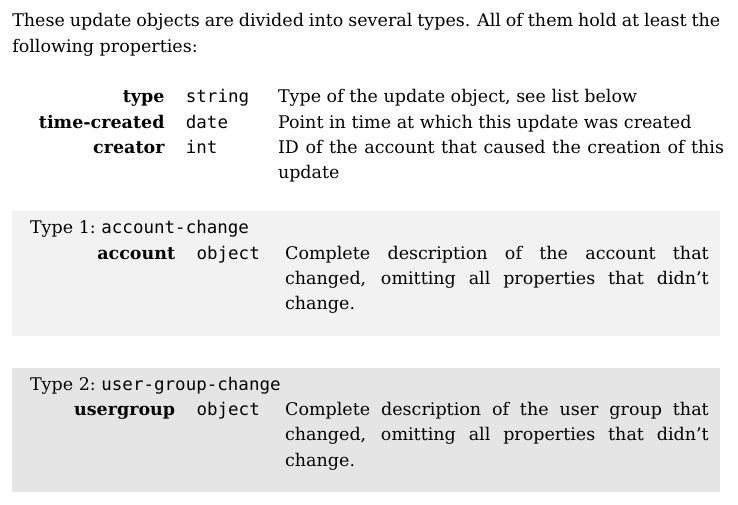 These update objects are divided into several types. All of them hold at least the
following properties:
type string Type of the update object, see list below
time-created date Point in time at which this update was created
creator int ID of the account that caused the creation of this
update
Type 1: account-change
account object Complete description of the account that
changed, omitting all properties that didn’t
change.
Type 2: user-group-change
usergroup object Complete description of the user group that
changed, omitting all properties that didn’t
change.